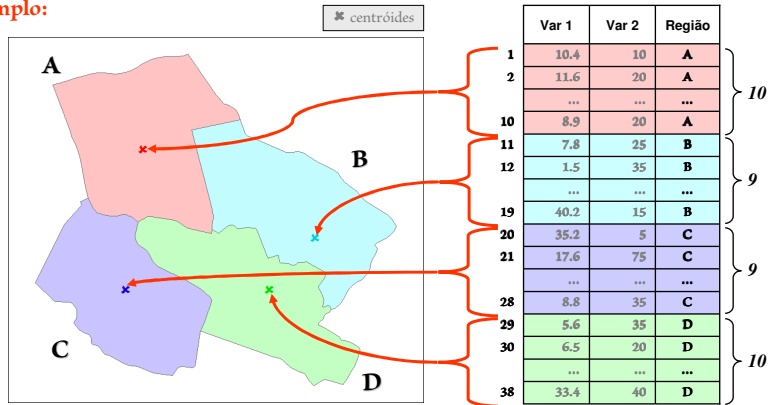 mplo:
✖ centróides
A
B
C
D
Var 1 Var 2 Região
1 10.4 10 A
2 11.6 20 A
... ...
10 8.9 20 A
10
11 7.8 25 B
12 1.5 35 B
... ... ...
19 40.2 15 B
9
20 35.2 5 C
21 17.6 75 C
... ... ...
28 8.8 35 C
9
29 5.6 35 D
30 6.5 20 D
... ... ...
38 33.4 40 D
10